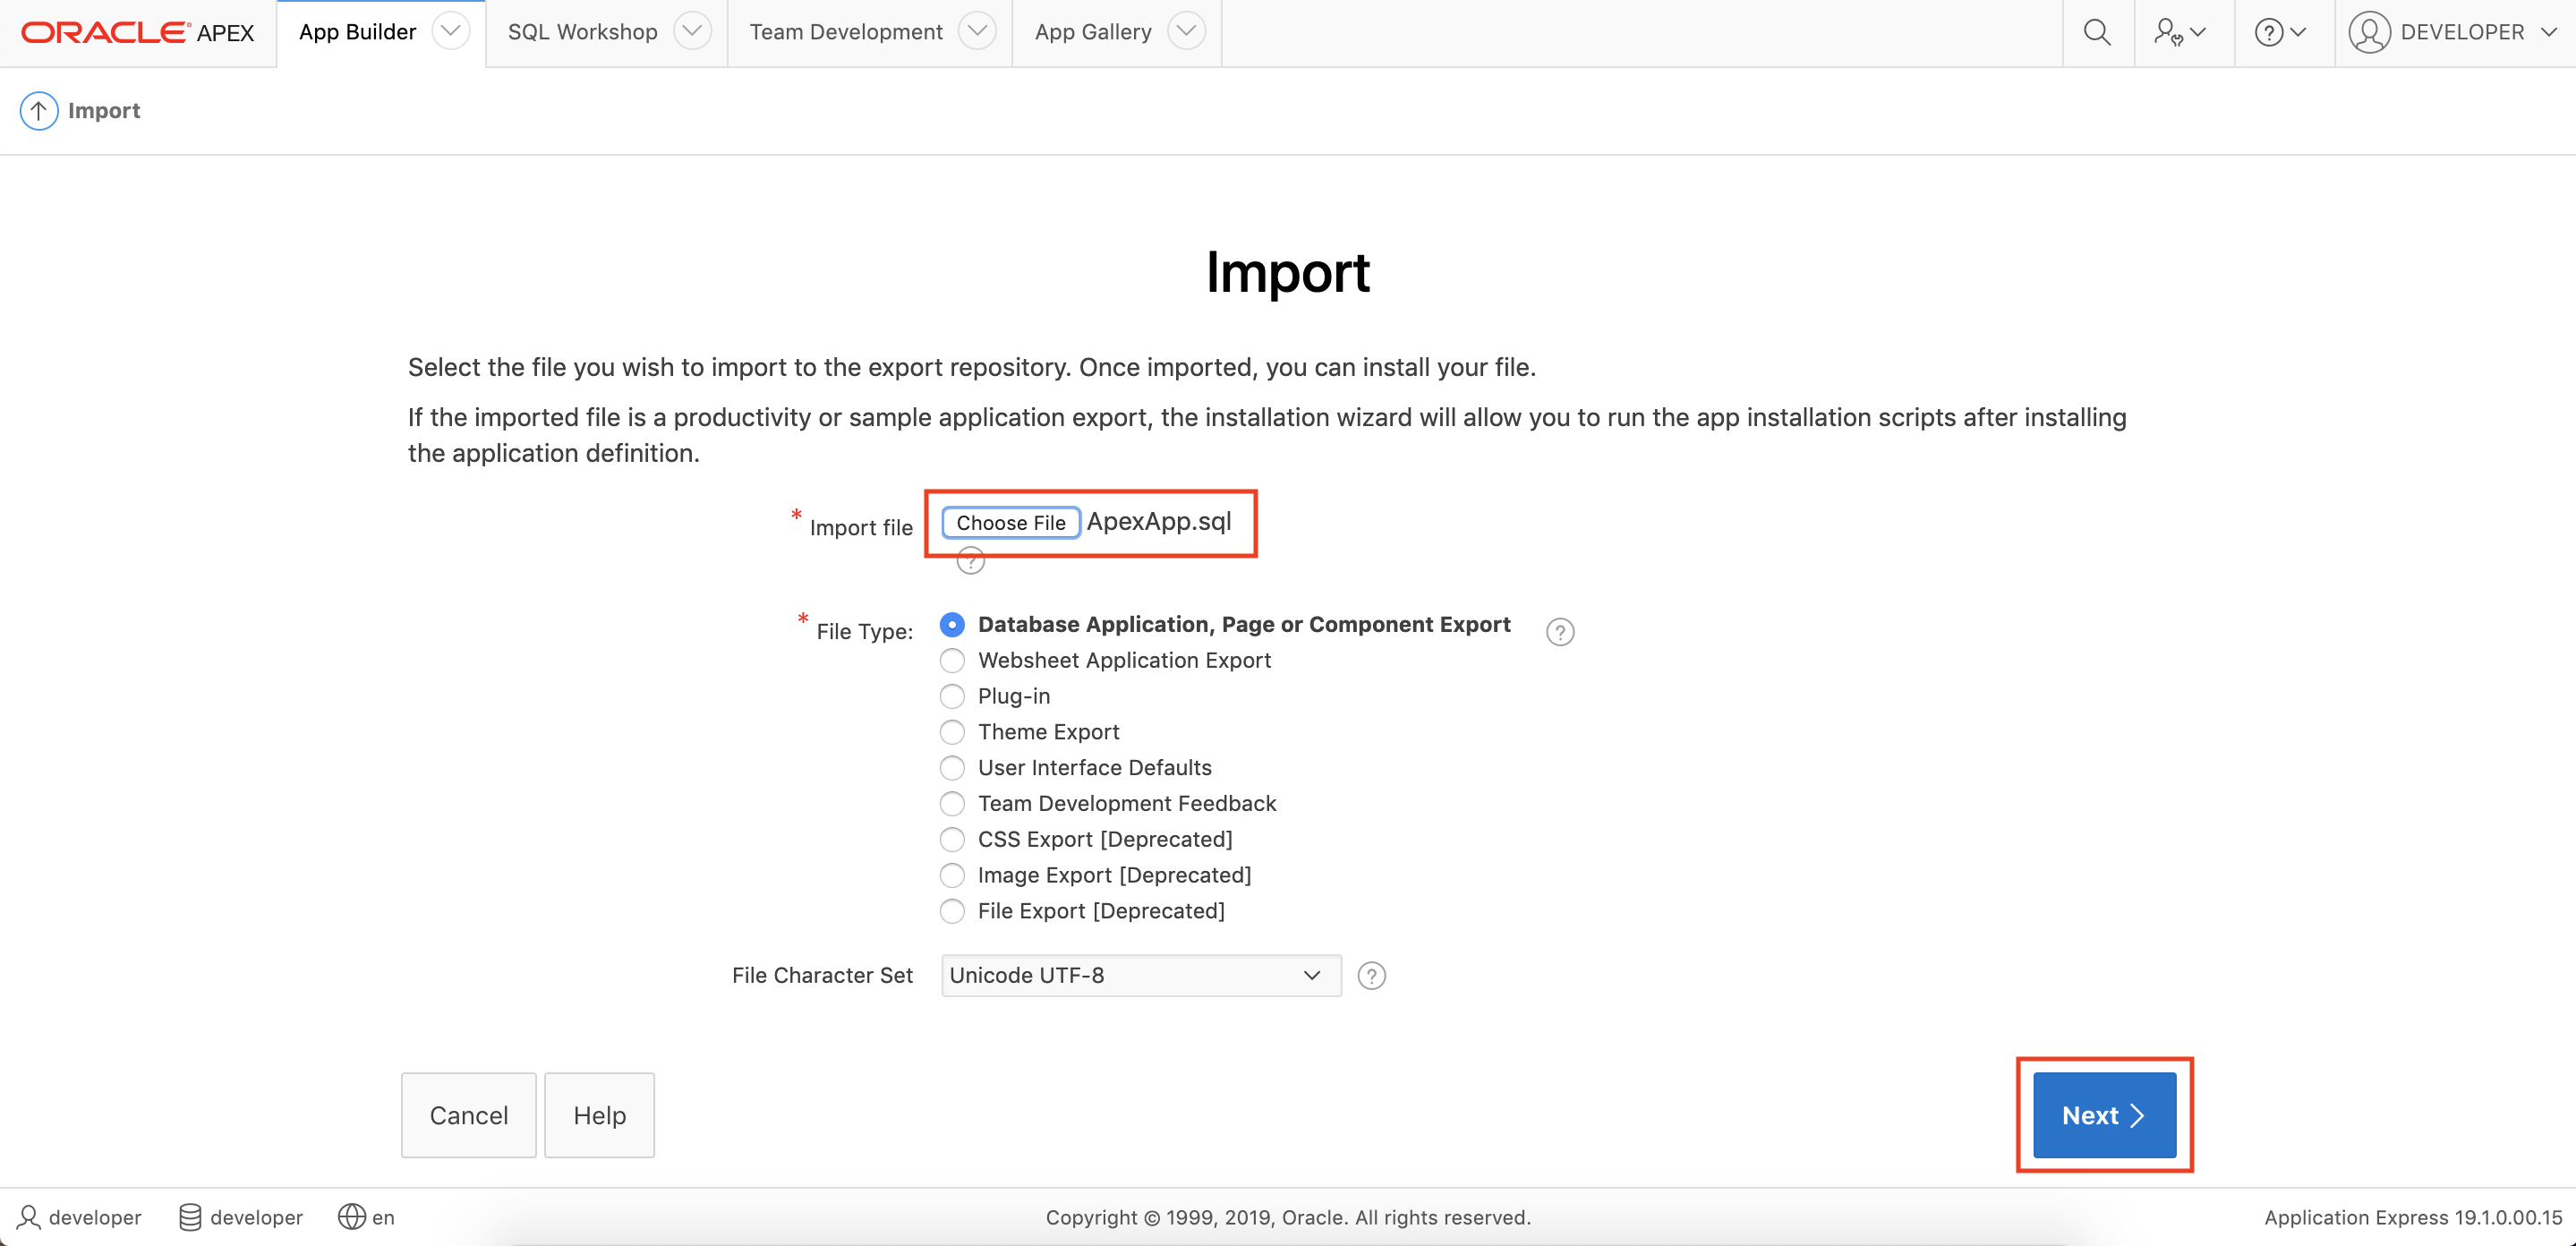 ORACLE® APEX App Builder SQL Workshop Team Development App Gallery DEVELOPER
Import
Import
Select the file you wish to import to the export repository. Once imported, you can install your file.
If the imported file is a productivity or sample application export, the installation wizard will allow you to run the app installation scripts after installing
the application definition.
* Import file Choose File ApexApp.sql
?
* File Type: Database Application, Page or Component Export ?
Websheet Application Export
Plug-in
Theme Export
User Interface Defaults
Team Development Feedback
CSS Export [Deprecated]
Image Export [Deprecated]
File Export [Deprecated]
File Character Set Unicode UTF-8 ?
Cancel Help Next
developer developer en Copyright © 1999, 2019, Oracle. All rights reserved. Application Express 19.1.0.00.15